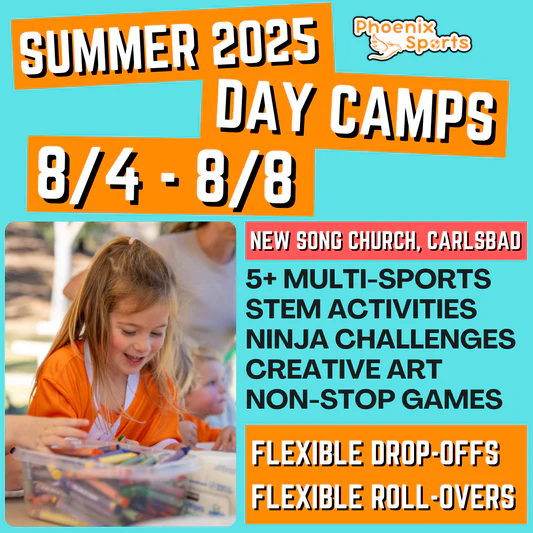 SUMMER 2025
Phoenix
Sports
DAY CAMPS
8/4 - 8/8
NEW SONG CHURCH, CARLSBAD
5+ MULTI-SPORTS
STEM ACTIVITIES
NINJA CHALLENGES
CREATIVE ART
NON-STOP GAMES
FLEXIBLE DROP-OFFS
FLEXIBLE ROLL-OVERS